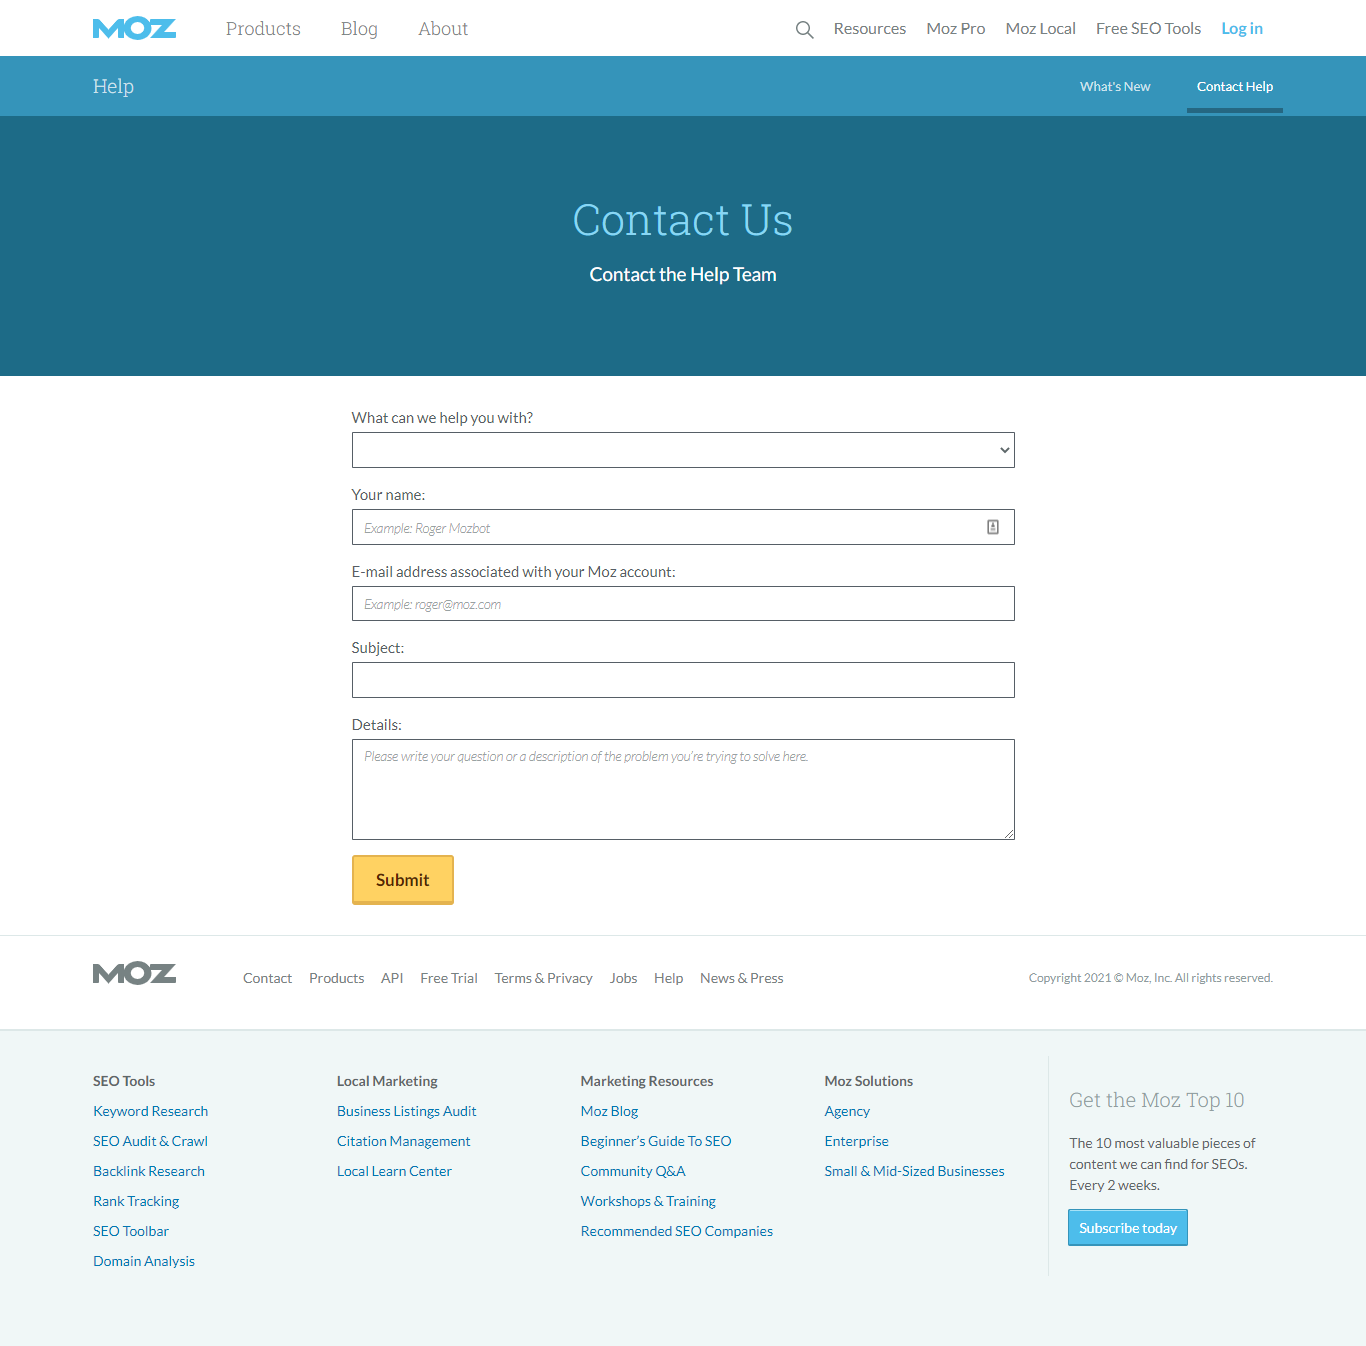 MOZ Products Blog About Resources Moz Pro Moz Local Free SEO Tools Log in
Help What's New Contact Help
Contact Us
Contact the Help Team
What can we help you with?
Your name:
Example: Roger Mozbot
E-mail address associated with your Moz account:
Example: roger@moz.com
Subject:
Details:
Please write your question or a description of the problem you're trying to solve here.
Submit
MOZ Contact Products API Free Trial Terms & Privacy Jobs Help News & Press Copyright 2021 © Moz, Inc. All rights reserved.
SEO Tools
Keyword Research
SEO Audit & Crawl
Backlink Research
Rank Tracking
SEO Toolbar
Domain Analysis
Local Marketing
Business Listings Audit
Citation Management
Local Learn Center
Marketing Resources
Moz Blog
Beginner's Guide To SEO
Community Q&A
Workshops & Training
Recommended SEO Companies
Moz Solutions
Agency
Enterprise
Small & Mid-Sized Businesses
Get the Moz Top 10
The 10 most valuable pieces of
content we can find for SEOs.
Every 2 weeks.
Subscribe today